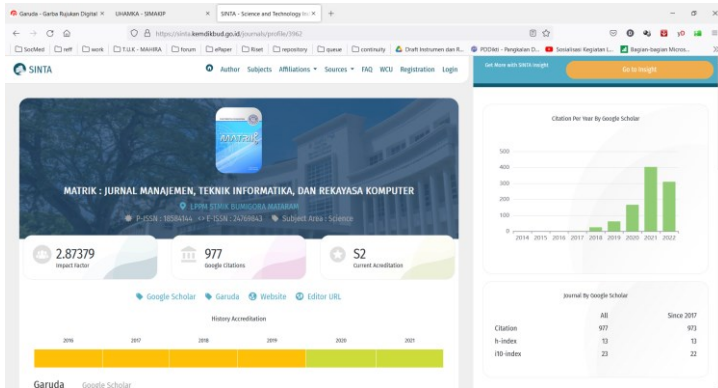 Garuda - Garba Rujukan Digital
UHAMKA - SIMAKIP
SINTA - Science and Technology In
https://sinta.kemdikbud.go.id/journals/profile/3962
SocMed
reff
work
T.U.K - MAHIRA
forum
ePaper
Riset
repository
queue
continuity
Draft Instrumen dan R...
PDDikti - Pangkalan D...
Sosialisasi Kegiatan L...
Bagian-bagian Micros...
SINTA
Author Subjects Affiliations Sources FAQ WCU Registration Login
Get More with SINTA Insight
Go to Insight
MATRIK
MATRIK : JURNAL MANAJEMEN, TEKNIK INFORMATIKA, DAN REKAYASA KOMPUTER
LPPM STMIK BUMIGORA MATARAM
P-ISSN : 18584144 <> E-ISSN : 24769843 Subject Area : Science
2.87379
Impact Factor
977
Google Citations
S2
Current Acreditation
Google Scholar Garuda Website Editor URL
History Accreditation
2016 2017 2018 2019 2020 2021
Garuda Google Scholar
Citation Per Year By Google Scholar
500
400
300
200
100
0
2014 2015 2016 2017 2018 2019 2020 2021 2022
Journal By Google Scholar
All Since 2017
Citation 977 973
h-index 13 13
i10-index 23 22